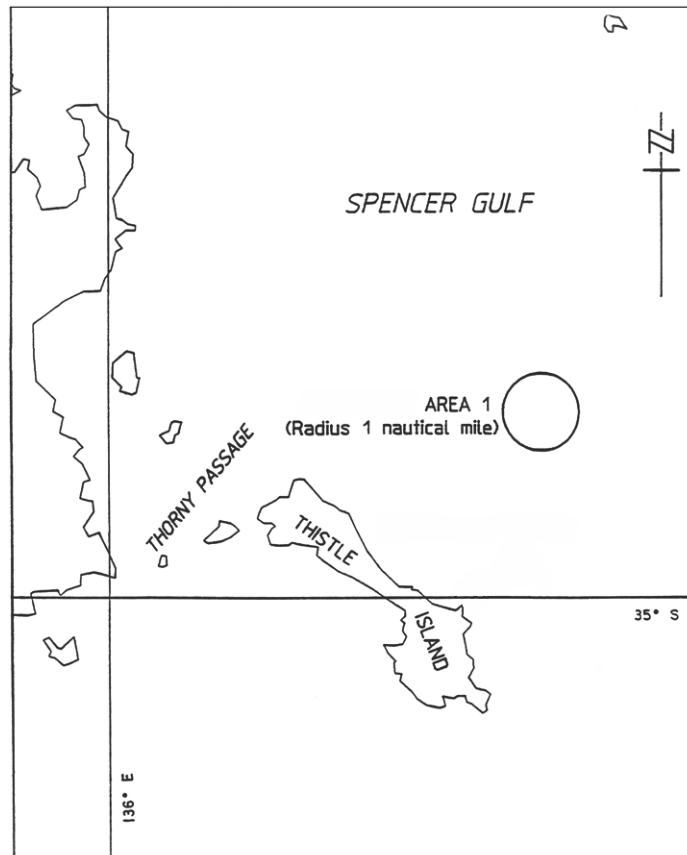 N
SPENCER GULF
AREA 1
(Radius 1 nautical mile)
THORNY PASSAGE
THISTLE
ISLAND
35° S
136° E